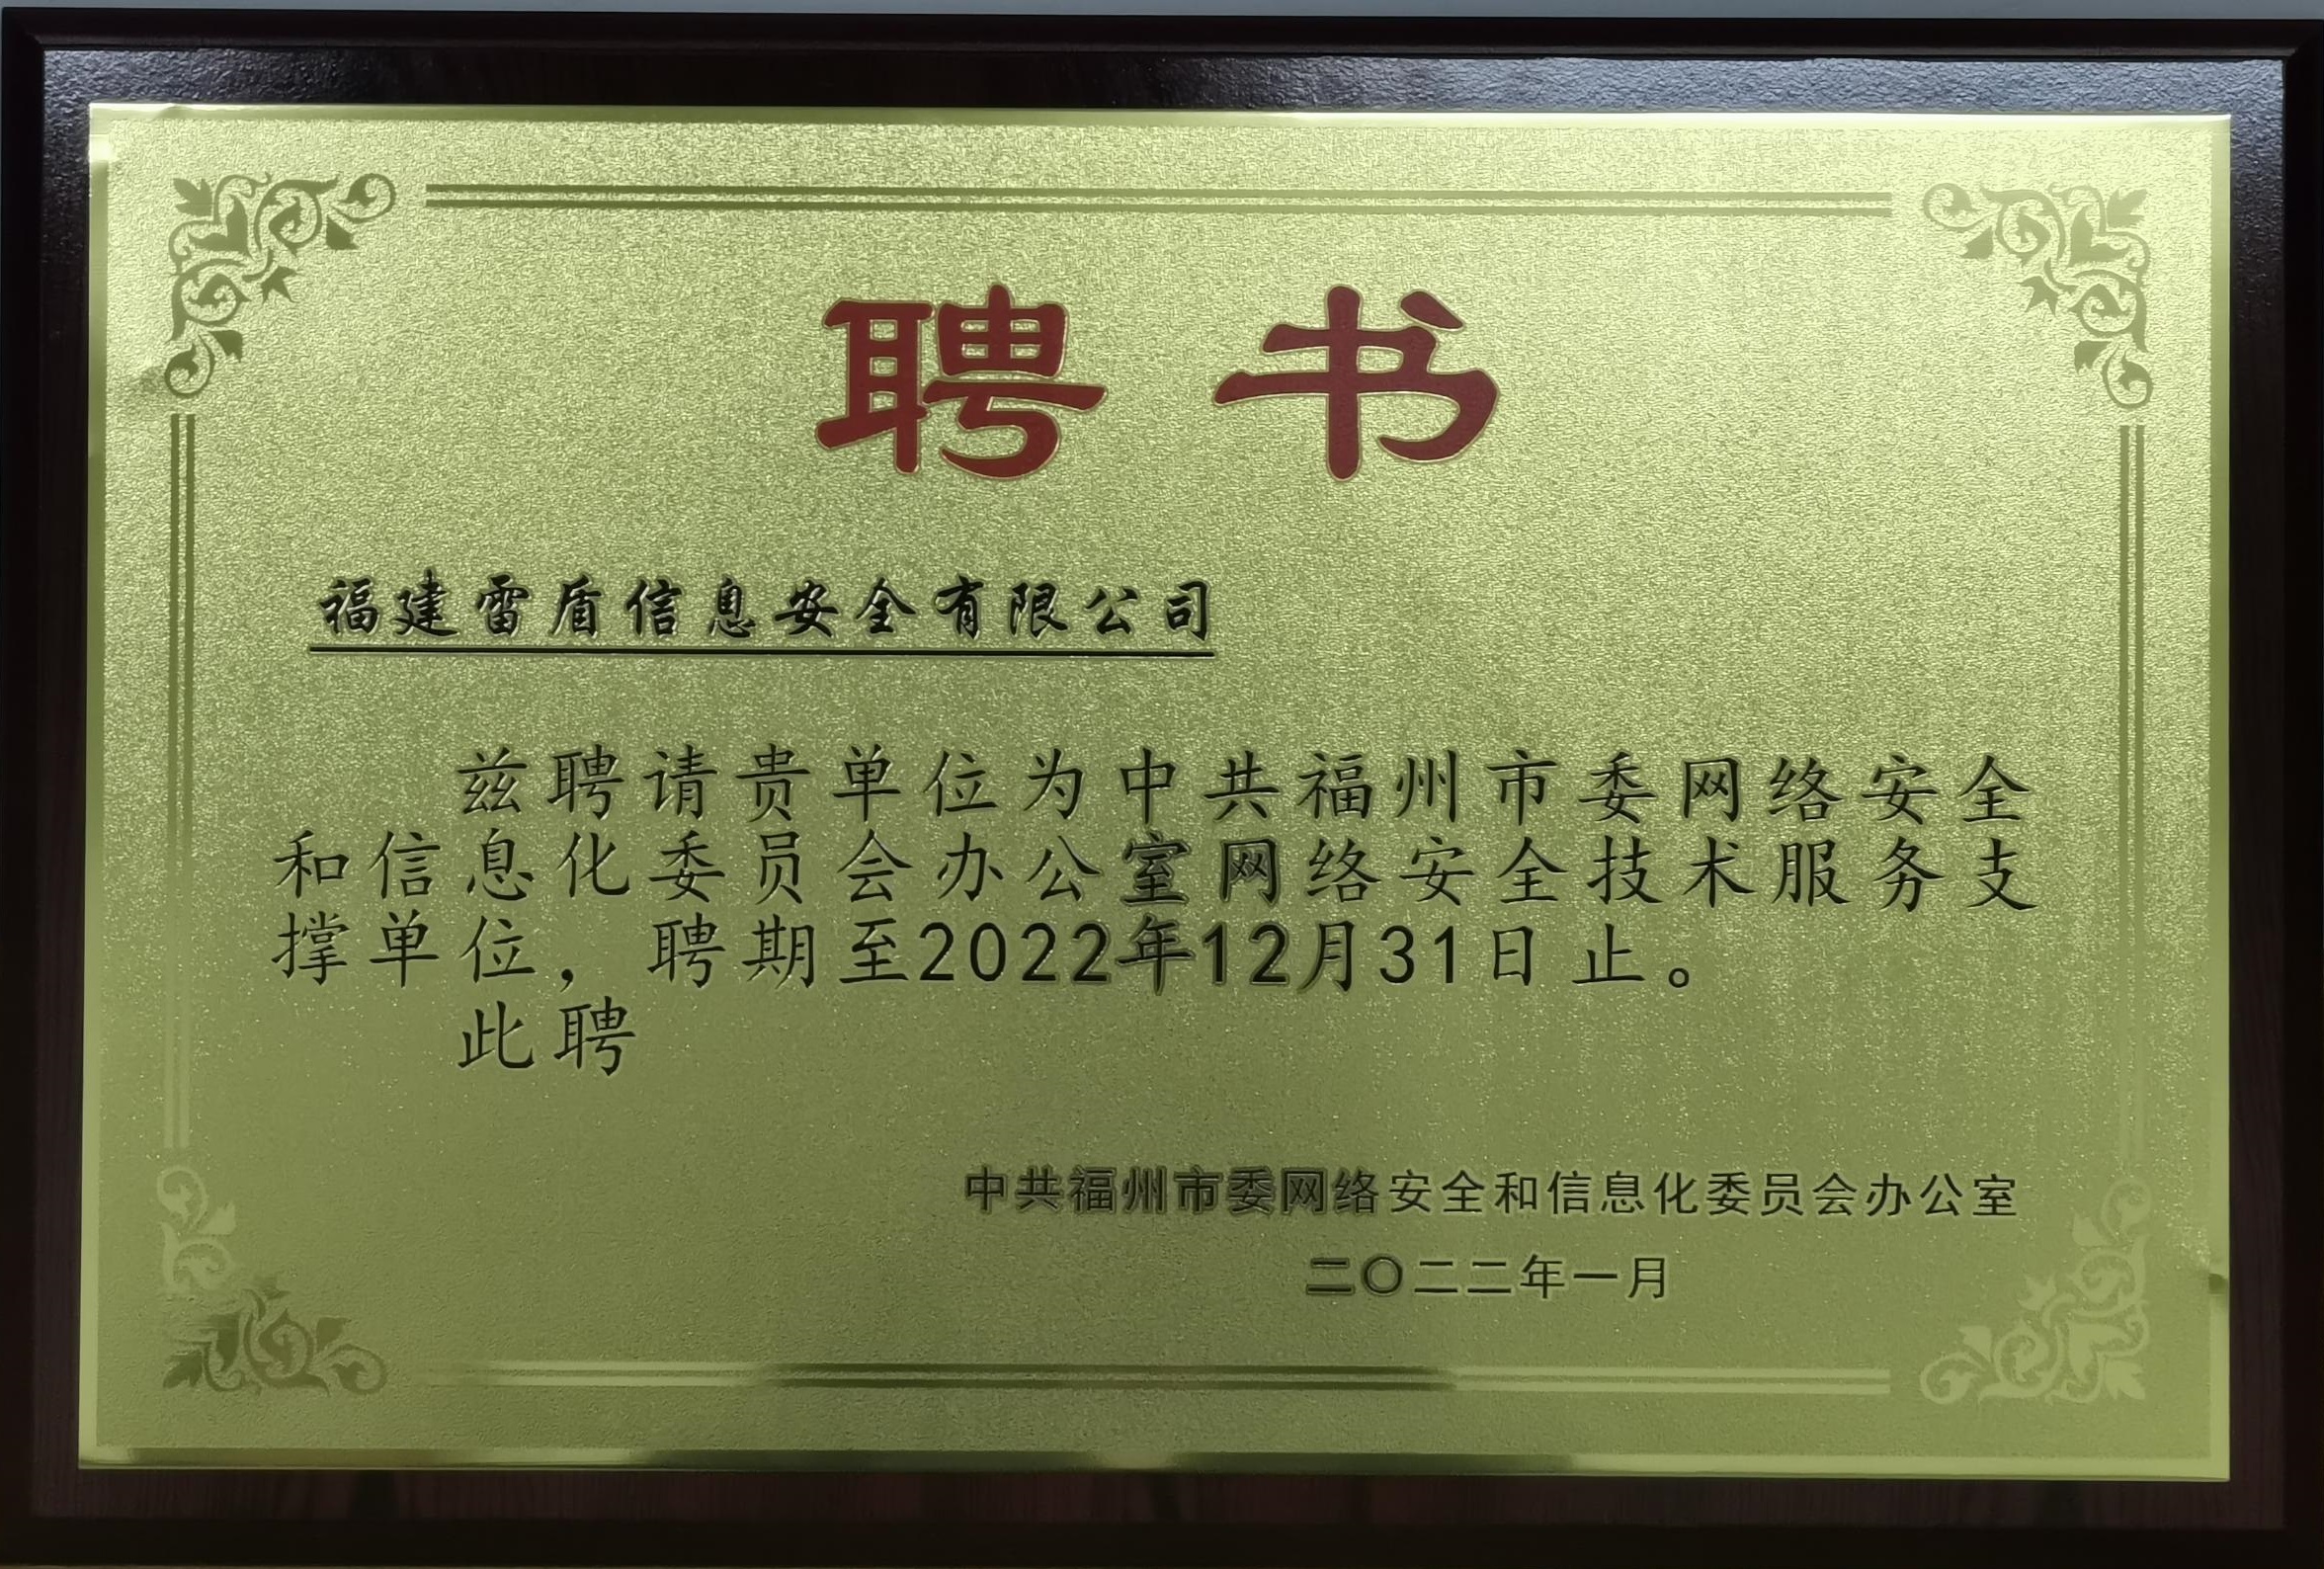 聘书
福建雷盾信息安全有限公司
兹聘请贵单位为中共福州市委网络安全
和信息化委员会办公室网络安全技术服务支
撑单位，聘期至2022年12月31日止。
此聘
中共福州市委网络安全和信息化委员会办公室
二〇二二年一月